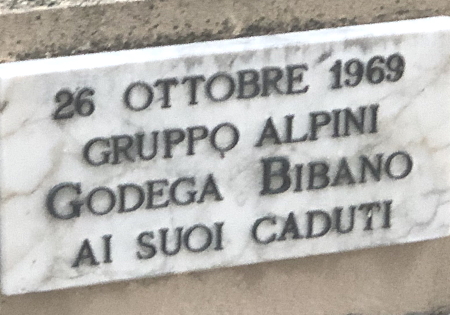 26 OTTOBRE 1969
GRUPPO ALPINI
GODEGA BIBANO
AI SUOI CADUTI